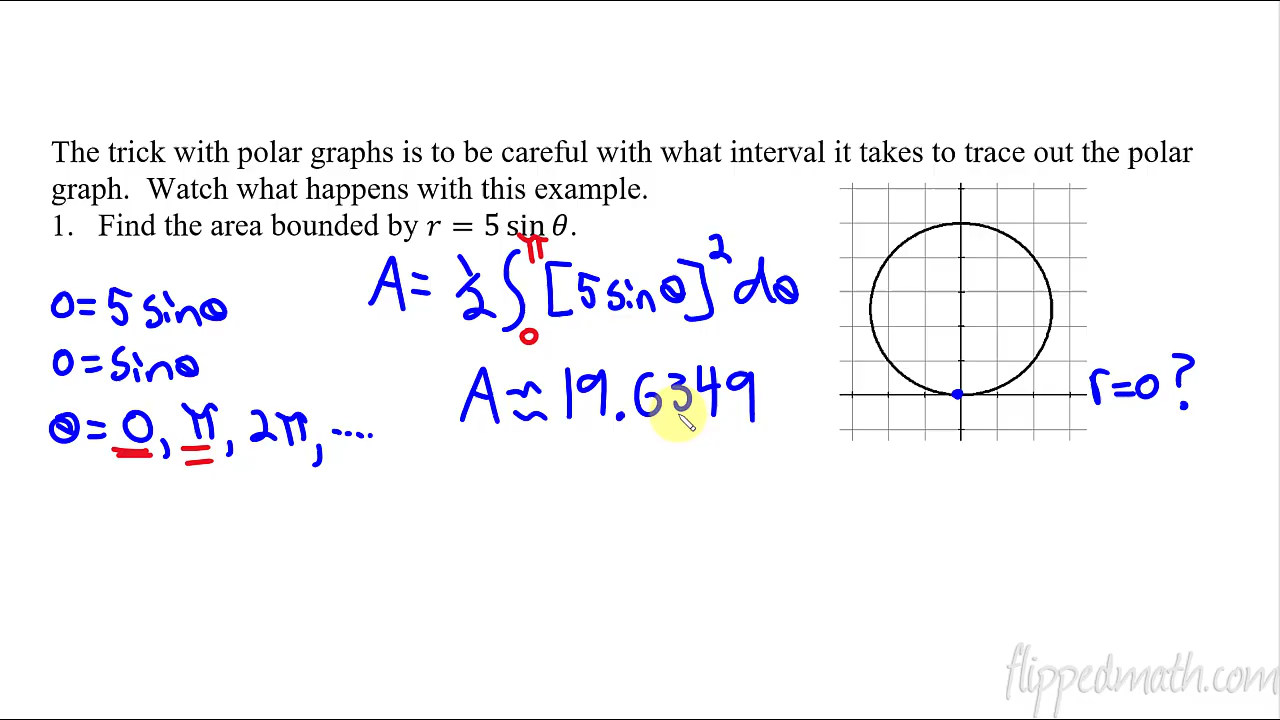 The trick with polar graphs is to be careful with what interval it takes to trace out the polar
graph. Watch what happens with this example.
1. Find the area bounded by 𝑟 = 5 sin 𝜃.
A = 1/2 ∫₀^π [5 sin θ]² dθ
0 = 5 sin θ
0 = sin θ
θ = 0, π, 2π, ....
A ≈ 19.6349
r = 0 ?
flippedmath.com